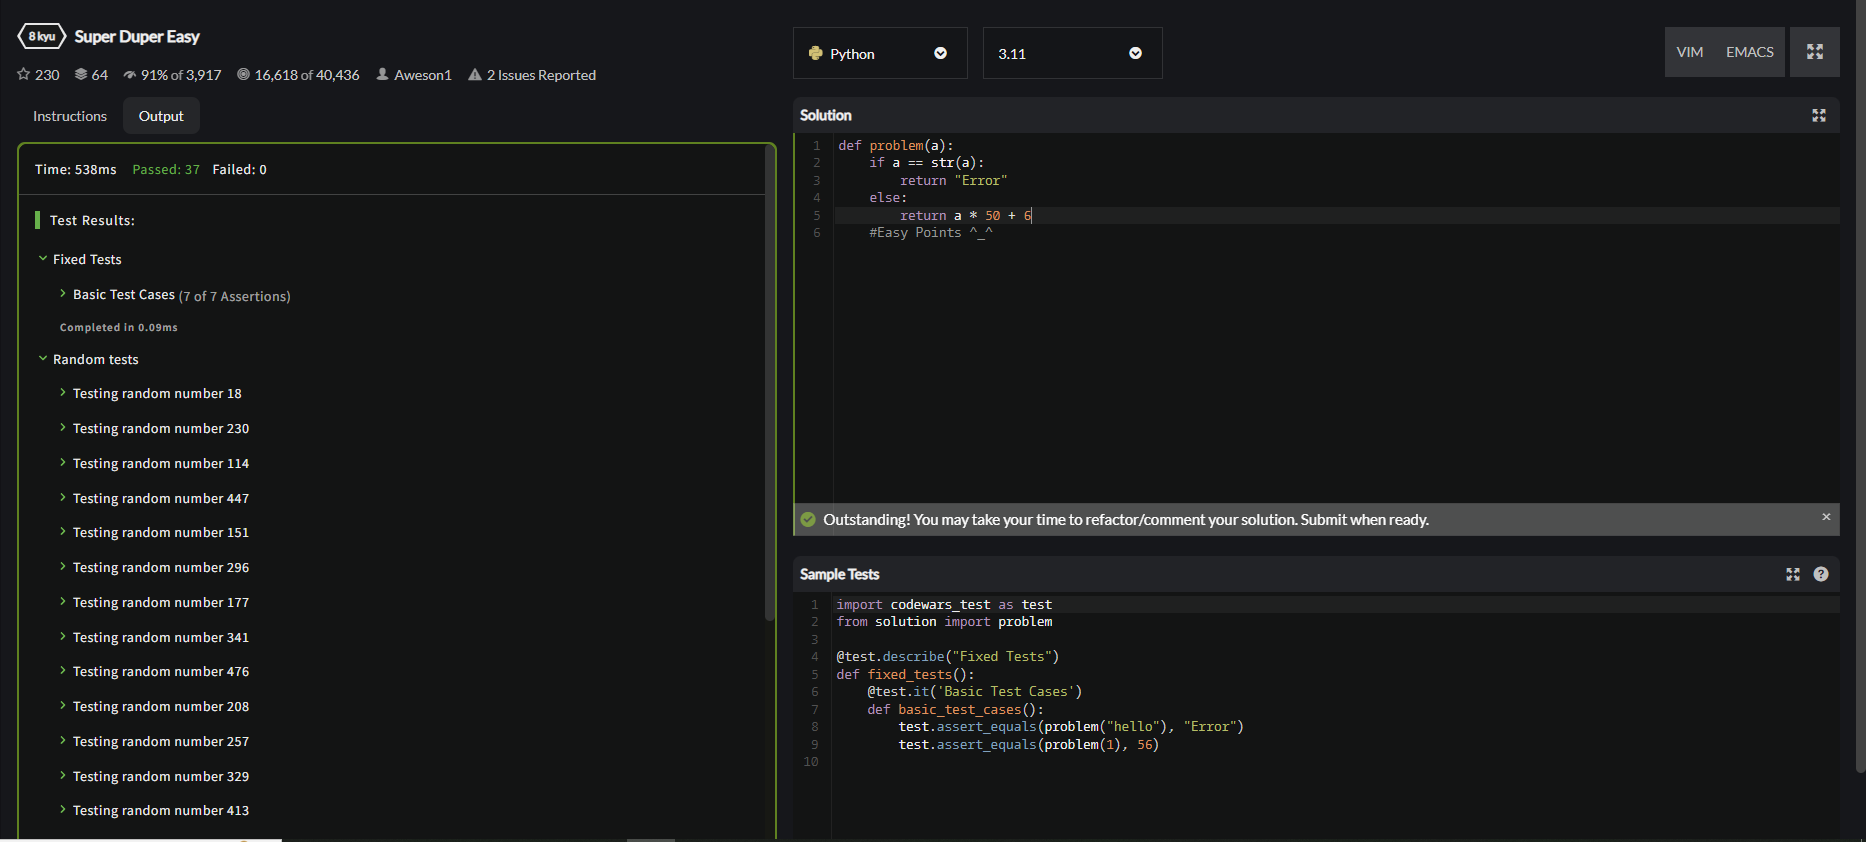 8 kyu Super Duper Easy
230 64 91% of 3,917 16,618 of 40,436 Aweson1 2 Issues Reported
Instructions Output
Time: 538ms Passed: 37 Failed: 0
Test Results:
Fixed Tests
Basic Test Cases (7 of 7 Assertions)
Completed in 0.09ms
Random tests
Testing random number 18
Testing random number 230
Testing random number 114
Testing random number 447
Testing random number 151
Testing random number 296
Testing random number 177
Testing random number 341
Testing random number 476
Testing random number 208
Testing random number 257
Testing random number 329
Testing random number 413
Python 3.11 VIM EMACS
Solution
1 def problem(a):
2     if a == str(a):
3         return "Error"
4     else:
5         return a * 50 + 6
6     #Easy Points ^_^
Outstanding! You may take your time to refactor/comment your solution. Submit when ready. ×
Sample Tests ?
1 import codewars_test as test
2 from solution import problem
3
4 @test.describe("Fixed Tests")
5 def fixed_tests():
6     @test.it('Basic Test Cases')
7     def basic_test_cases():
8         test.assert_equals(problem("hello"), "Error")
9         test.assert_equals(problem(1), 56)
10